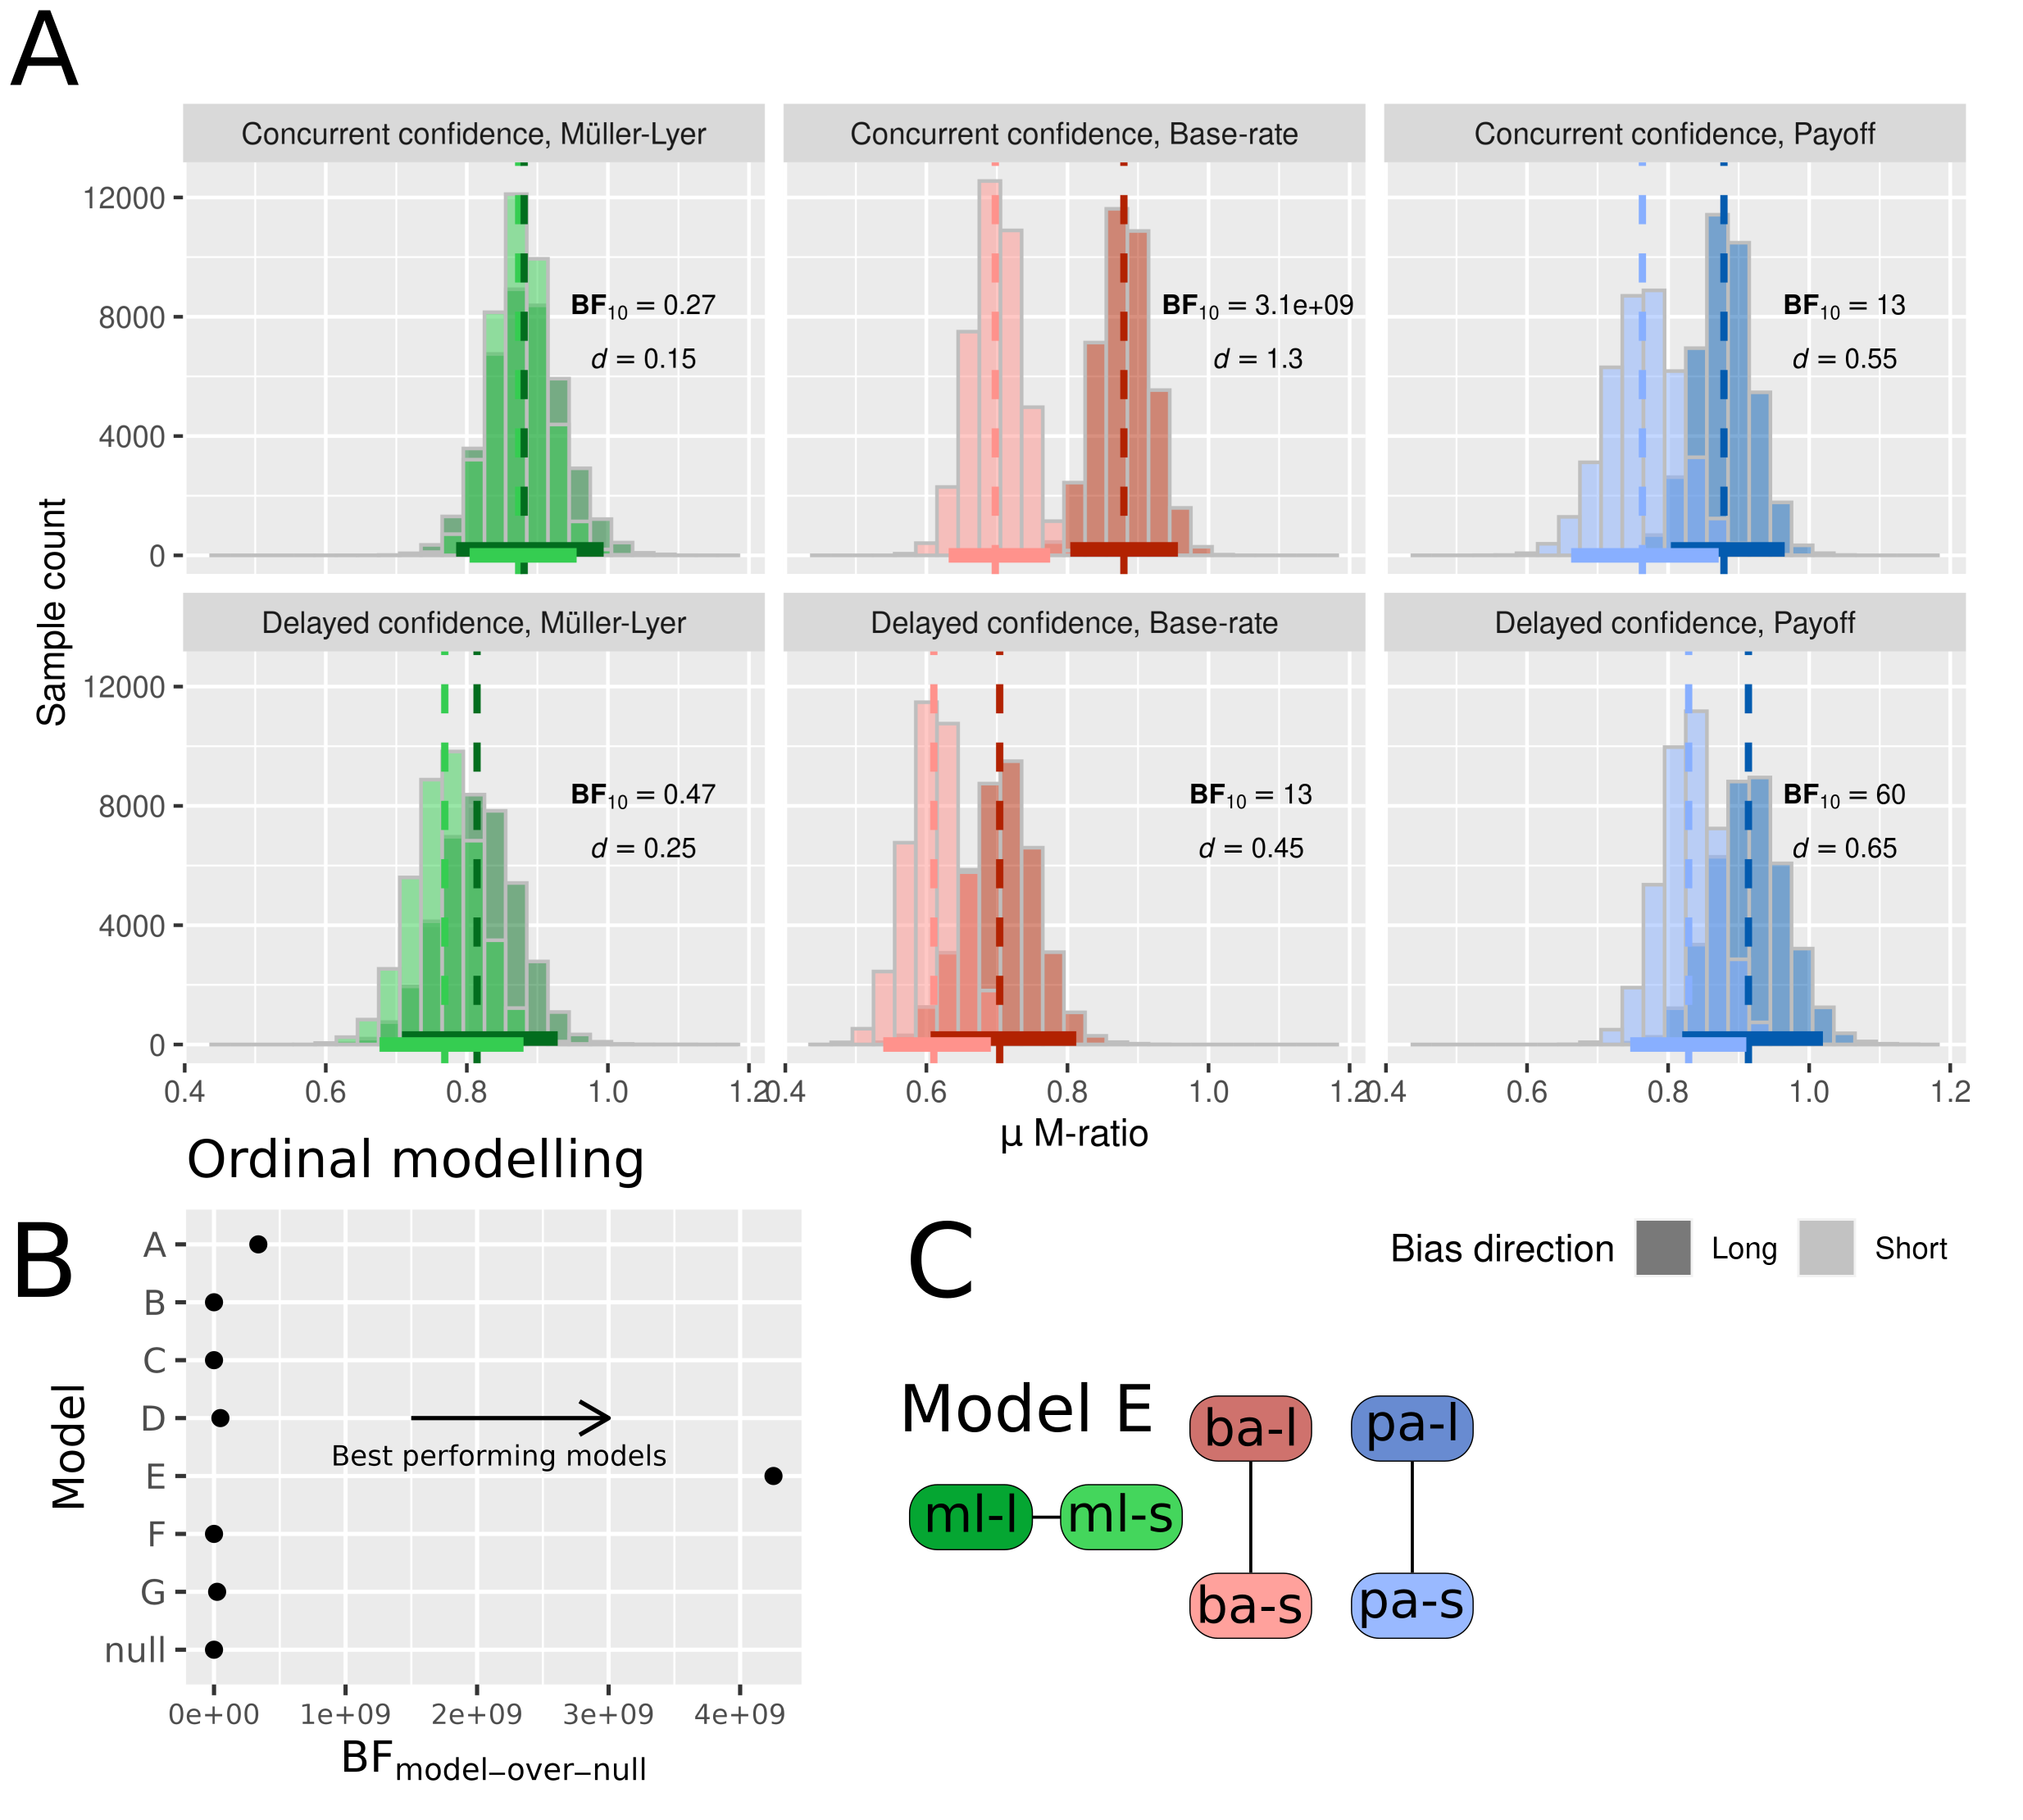 A
Concurrent confidence, Müller-Lyer
Concurrent confidence, Base-rate
Concurrent confidence, Payoff
12000
8000
4000
0
BF10 = 0.27
d = 0.15
BF10 = 3.1e+09
d = 1.3
BF10 = 13
d = 0.55
Sample count
Delayed confidence, Müller-Lyer
Delayed confidence, Base-rate
Delayed confidence, Payoff
12000
8000
4000
0
BF10 = 0.47
d = 0.25
BF10 = 13
d = 0.45
BF10 = 60
d = 0.65
0.4 0.6 0.8 1.0 1.2
0.4 0.6 0.8 1.0 1.2
0.4 0.6 0.8 1.0 1.2
μ M-ratio
Ordinal modelling
B
Model
A
B
C
D
E
F
G
null
Best performing models
0e+00 1e+09 2e+09 3e+09 4e+09
BFmodel−over−null
C
Bias direction Long Short
Model E
ba-l
pa-l
ml-l
ml-s
ba-s
pa-s